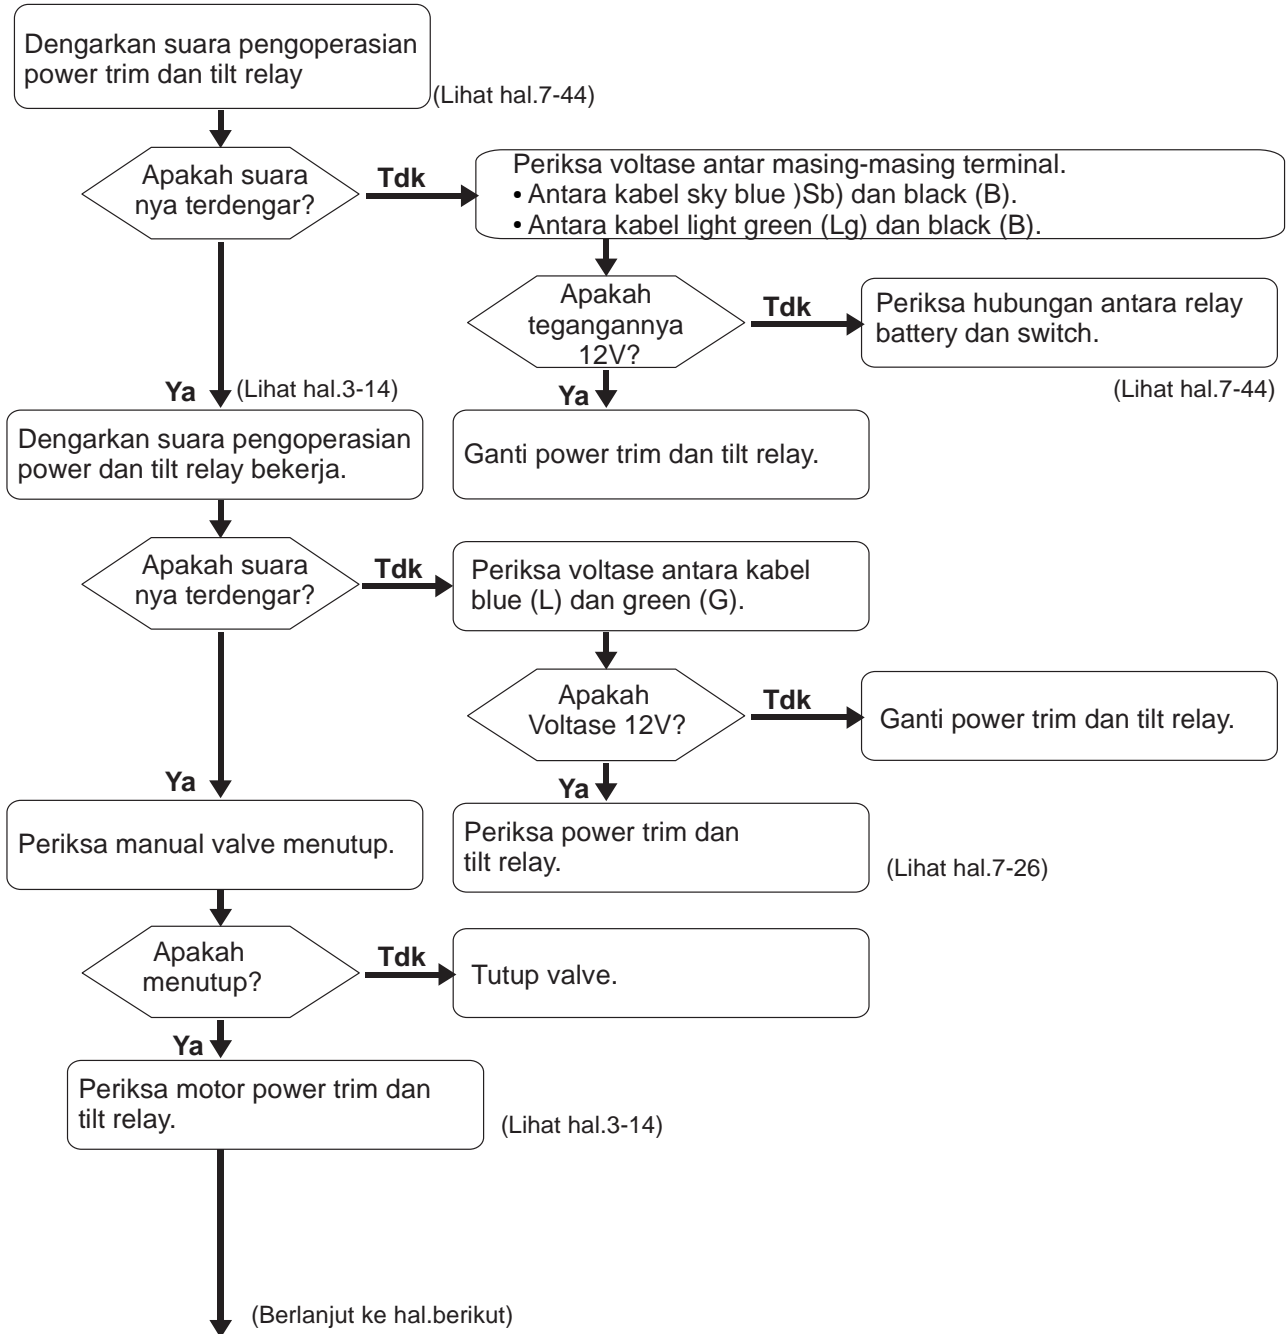 Dengarkan suara pengoperasian
power trim dan tilt relay
(Lihat hal.7-44)
Apakah suara
nya terdengar?
Tdk
Periksa voltase antar masing-masing terminal.
• Antara kabel sky blue )Sb) dan black (B).
• Antara kabel light green (Lg) dan black (B).
Apakah
tegangannya
12V?
Tdk
Periksa hubungan antara relay
battery dan switch.
(Lihat hal.7-44)
Ya
Ganti power trim dan tilt relay.
Ya
(Lihat hal.3-14)
Dengarkan suara pengoperasian
power dan tilt relay bekerja.
Apakah suara
nya terdengar?
Tdk
Periksa voltase antara kabel
blue (L) dan green (G).
Apakah
Voltase 12V?
Tdk
Ganti power trim dan tilt relay.
Ya
Periksa power trim dan
tilt relay.
(Lihat hal.7-26)
Ya
Periksa manual valve menutup.
Apakah
menutup?
Tdk
Tutup valve.
Ya
Periksa motor power trim dan
tilt relay.
(Lihat hal.3-14)
(Berlanjut ke hal.berikut)